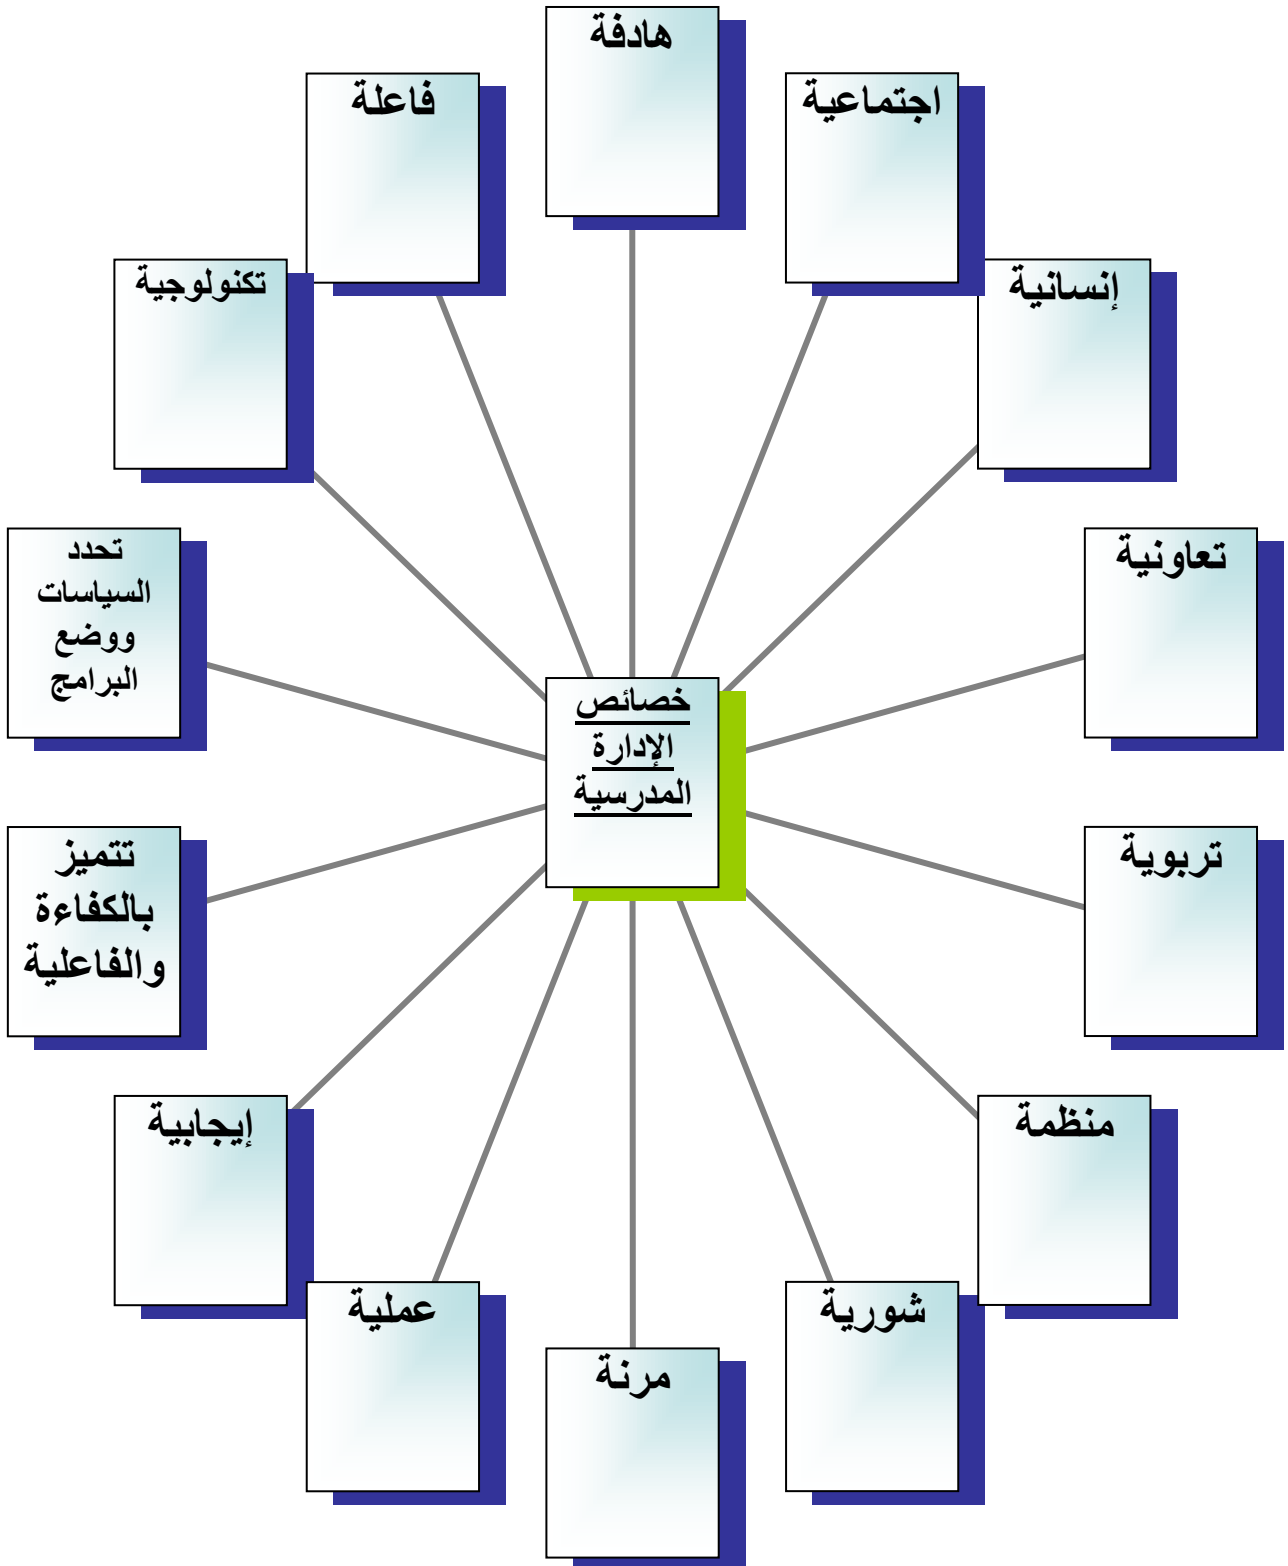 هادفة
اجتماعية
إنسانية
تعاونية
تربوية
منظمة
شورية
مرنة
عملية
إيجابية
تتميز
بالكفاءة
والفاعلية
تحدد
السياسات
ووضع
البرامج
تكنولوجية
فاعلة
خصائص
الإدارة
المدرسية